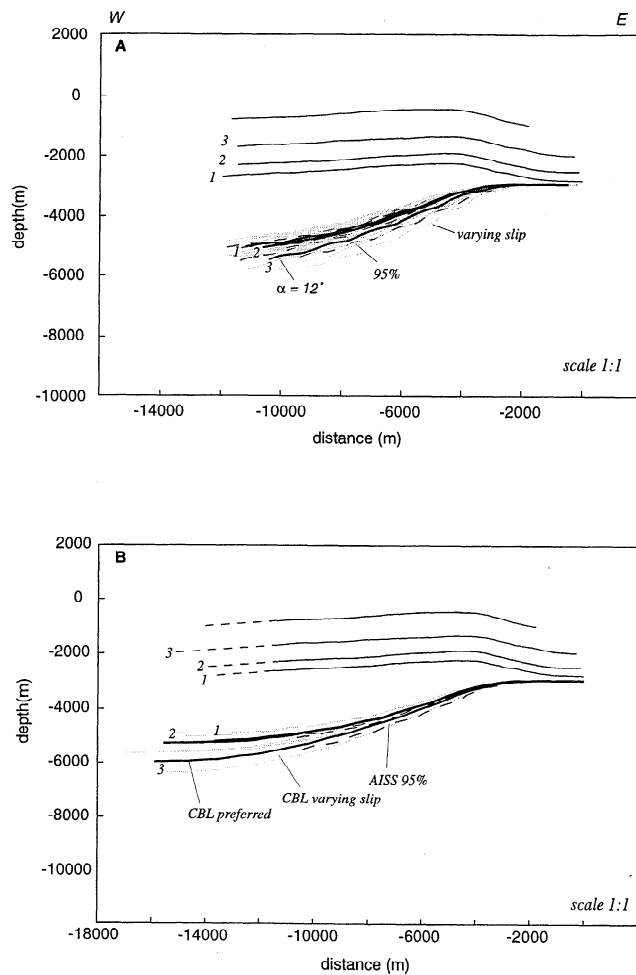 W E
2000
A
0
3
-2000
2
1
depth(m)
-4000
varying slip
1 2
-6000
3
95%
α = 12°
-8000
scale 1:1
-10000
-14000 -10000 -6000 -2000
distance (m)
2000
B
0
3
-2000
2
1
depth(m)
-4000
2 1
-6000
3
AISS 95%
CBL varying slip
CBL preferred
-8000
-10000
scale 1:1
-18000 -14000 -10000 -6000 -2000
distance (m)